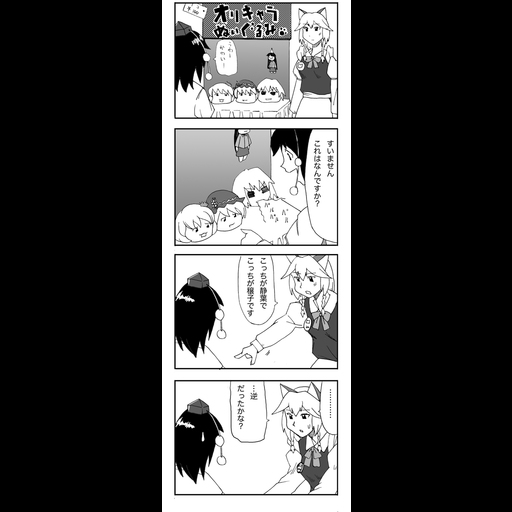 オリキャラ
ぬいぐるみ
すいません
これはなんですか?
こっちが静葉で
こっちが穣子です
………
…逆
だったかな?